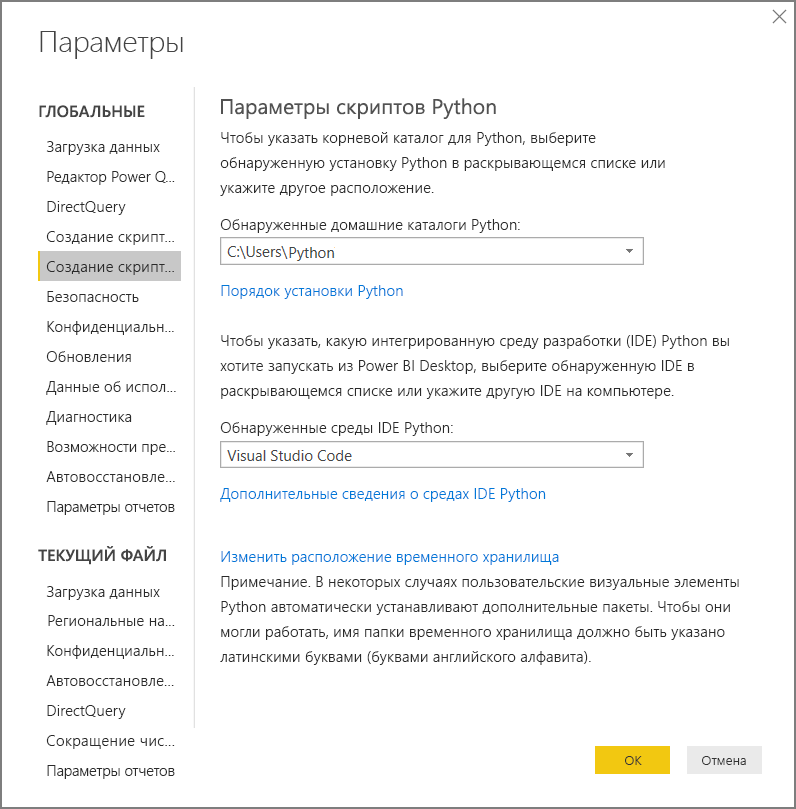 Параметры
ГЛОБАЛЬНЫЕ
Загрузка данных
Редактор Power Q...
DirectQuery
Создание скрипт...
Создание скрипт...
Безопасность
Конфиденциальн...
Обновления
Данные об испол...
Диагностика
Возможности пре...
Автовосстановле...
Параметры отчетов
ТЕКУЩИЙ ФАЙЛ
Загрузка данных
Региональные на...
Конфиденциальн...
Автовосстановле...
DirectQuery
Сокращение чис...
Параметры отчетов
Параметры скриптов Python
Чтобы указать корневой каталог для Python, выберите
обнаруженную установку Python в раскрывающемся списке или
укажите другое расположение.
Обнаруженные домашние каталоги Python:
C:\Users\Python
Порядок установки Python
Чтобы указать, какую интегрированную среду разработки (IDE) Python вы
хотите запускать из Power BI Desktop, выберите обнаруженную IDE в
раскрывающемся списке или укажите другую IDE на компьютере.
Обнаруженные среды IDE Python:
Visual Studio Code
Дополнительные сведения о средах IDE Python
Изменить расположение временного хранилища
Примечание. В некоторых случаях пользовательские визуальные элементы
Python автоматически устанавливают дополнительные пакеты. Чтобы они
могли работать, имя папки временного хранилища должно быть указано
латинскими буквами (буквами английского алфавита).
ОК
Отмена